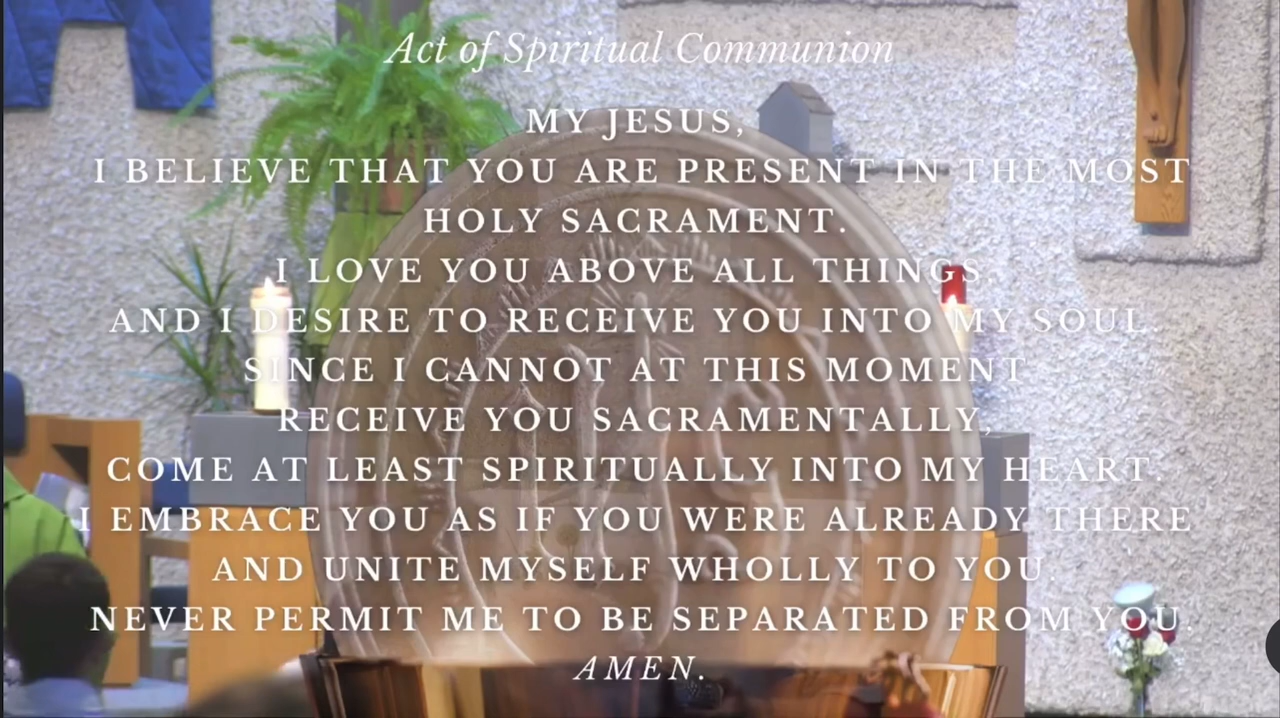 Act of Spiritual Communion
MY JESUS,
I BELIEVE THAT YOU ARE PRESENT IN THE MOST
HOLY SACRAMENT.
I LOVE YOU ABOVE ALL THINGS,
AND I DESIRE TO RECEIVE YOU INTO MY SOUL.
SINCE I CANNOT AT THIS MOMENT
RECEIVE YOU SACRAMENTALLY,
COME AT LEAST SPIRITUALLY INTO MY HEART.
I EMBRACE YOU AS IF YOU WERE ALREADY THERE
AND UNITE MYSELF WHOLLY TO YOU.
NEVER PERMIT ME TO BE SEPARATED FROM YOU.
AMEN.